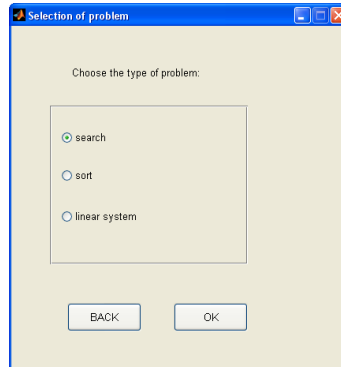 Selection of problem
Choose the type of problem:
search
sort
linear system
BACK
OK